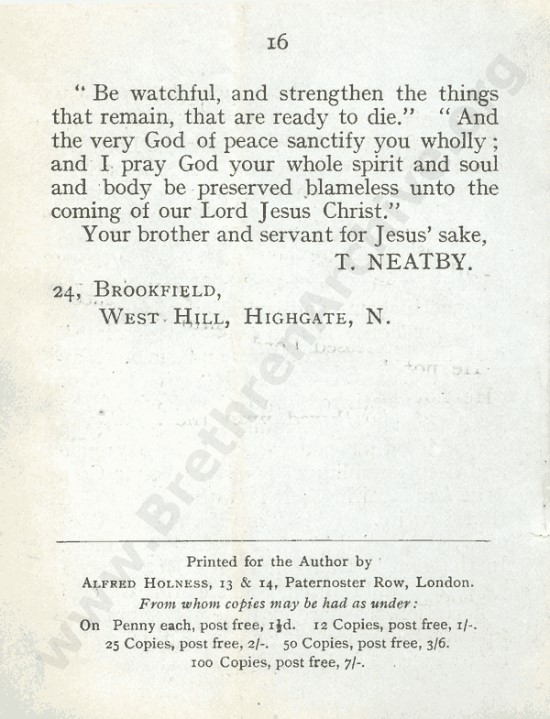 16
“ Be watchful, and strengthen the things
that remain, that are ready to die.” “ And
the very God of peace sanctify you wholly ;
and I pray God your whole spirit and soul
and body be preserved blameless unto the
coming of our Lord Jesus Christ.”
Your brother and servant for Jesus’ sake,
T. NEATBY.
24, BROOKFIELD,
WEST HILL, HIGHGATE, N.
Printed for the Author by
ALFRED HOLNESS, 13 & 14, Paternoster Row, London.
From whom copies may be had as under :
On Penny each, post free, 1½d. 12 Copies, post free, 1/-.
25 Copies, post free, 2/-. 50 Copies, post free, 3/6.
100 Copies, post free, 7/-.
www.BrethrenArchive.org